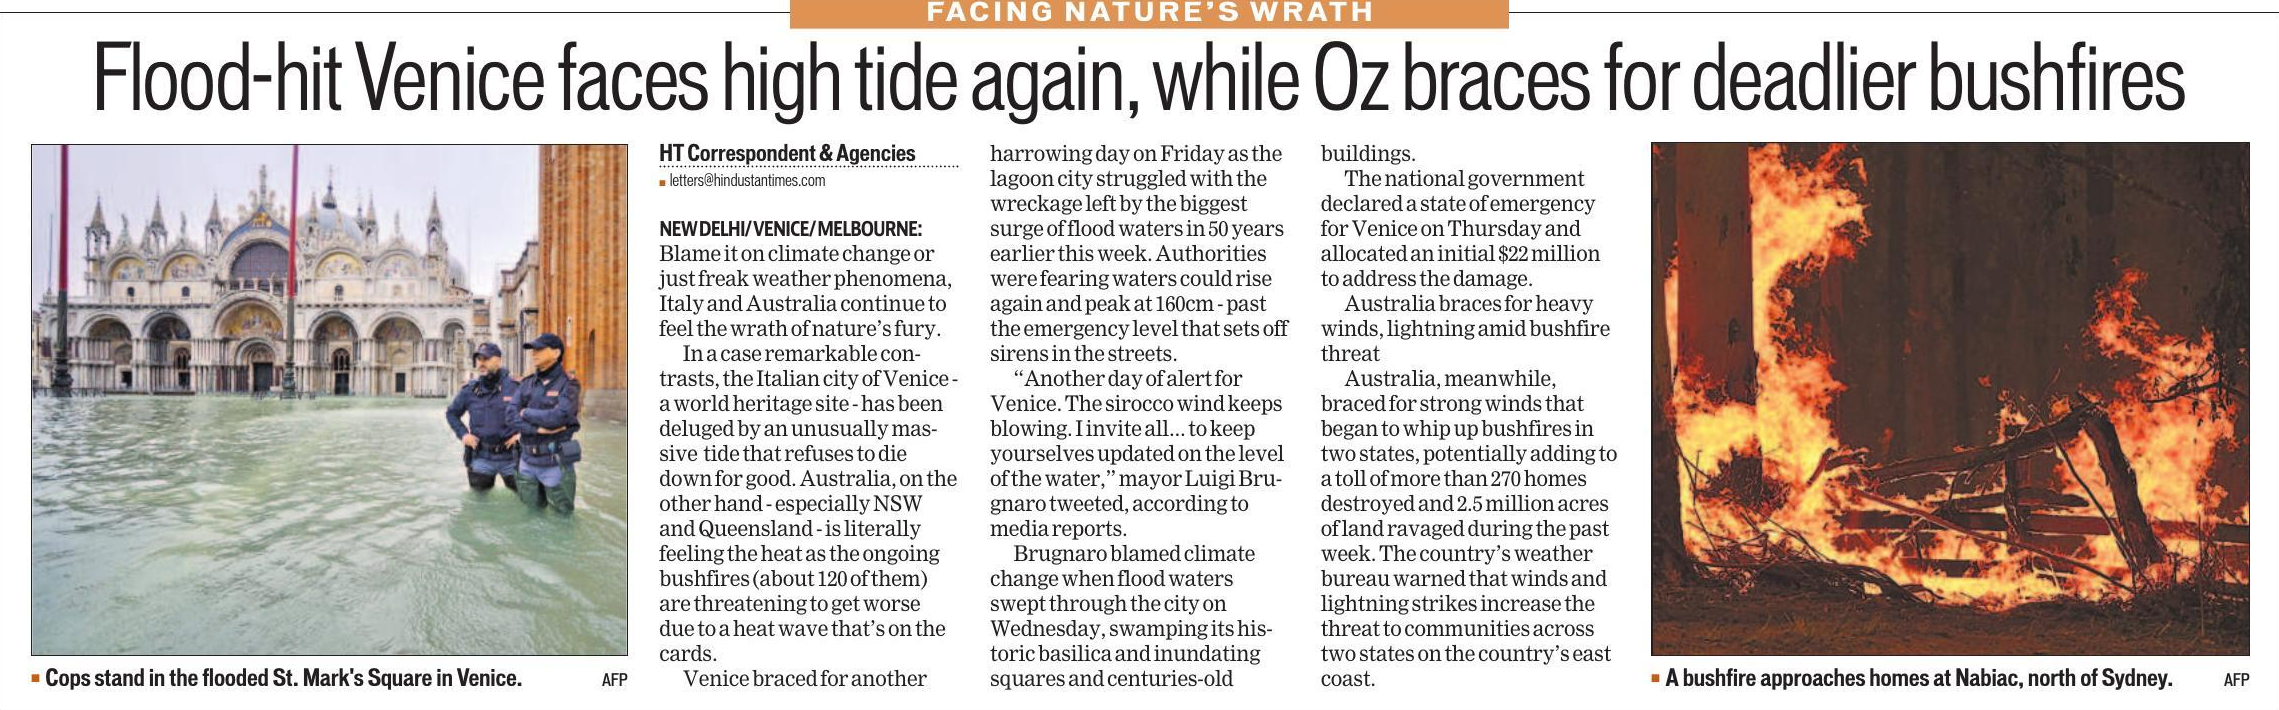 FACING NATURE'S WRATH
Flood-hit Venice faces high tide again, while Oz braces for deadlier bushfires
HT Correspondent & Agencies
letters@hindustantimes.com
NEW DELHI/VENICE/MELBOURNE:
Blame it on climate change or
just freak weather phenomena,
Italy and Australia continue to
feel the wrath of nature's fury.
In a case remarkable con-
trasts, the Italian city of Venice -
a world heritage site - has been
deluged by an unusually mas-
sive tide that refuses to die
down for good. Australia, on the
other hand - especially NSW
and Queensland - is literally
feeling the heat as the ongoing
bushfires (about 120 of them)
are threatening to get worse
due to a heat wave that's on the
cards.
Venice braced for another
harrowing day on Friday as the
lagoon city struggled with the
wreckage left by the biggest
surge of flood waters in 50 years
earlier this week. Authorities
were fearing waters could rise
again and peak at 160cm - past
the emergency level that sets off
sirens in the streets.
“Another day of alert for
Venice. The sirocco wind keeps
blowing. I invite all... to keep
yourselves updated on the level
of the water,” mayor Luigi Bru-
gnaro tweeted, according to
media reports.
Brugnaro blamed climate
change when flood waters
swept through the city on
Wednesday, swamping its his-
toric basilica and inundating
squares and centuries-old
buildings.
The national government
declared a state of emergency
for Venice on Thursday and
allocated an initial $22 million
to address the damage.
Australia braces for heavy
winds, lightning amid bushfire
threat
Australia, meanwhile,
braced for strong winds that
began to whip up bushfires in
two states, potentially adding to
a toll of more than 270 homes
destroyed and 2.5 million acres
of land ravaged during the past
week. The country's weather
bureau warned that winds and
lightning strikes increase the
threat to communities across
two states on the country's east
coast.
Cops stand in the flooded St. Mark's Square in Venice. AFP
A bushfire approaches homes at Nabiac, north of Sydney. AFP